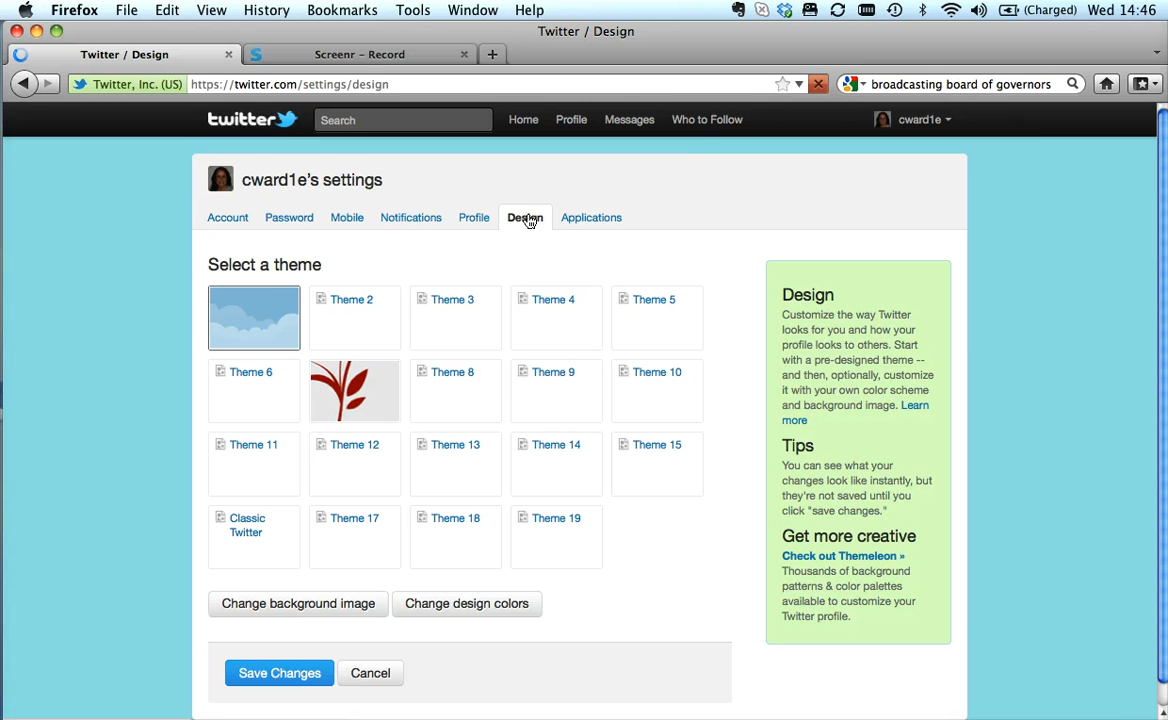 Firefox File Edit View History Bookmarks Tools Window Help (Charged) Wed 14:46
Twitter / Design
Twitter / Design Screenr - Record
Twitter, Inc. (US) https://twitter.com/settings/design broadcasting board of governors
twitter Search Home Profile Messages Who to Follow cward1e
cward1e's settings
Account Password Mobile Notifications Profile Design Applications
Select a theme
Theme 2 Theme 3 Theme 4 Theme 5
Theme 6 Theme 8 Theme 9 Theme 10
Theme 11 Theme 12 Theme 13 Theme 14 Theme 15
Classic Twitter Theme 17 Theme 18 Theme 19
Change background image Change design colors
Save Changes Cancel
Design
Customize the way Twitter
looks for you and how your
profile looks to others. Start
with a pre-designed theme --
and then, optionally, customize
it with your own color scheme
and background image. Learn
more
Tips
You can see what your
changes look like instantly, but
they're not saved until you
click "save changes."
Get more creative
Check out Themeleon »
Thousands of background
patterns & color palettes
available to customize your
Twitter profile.